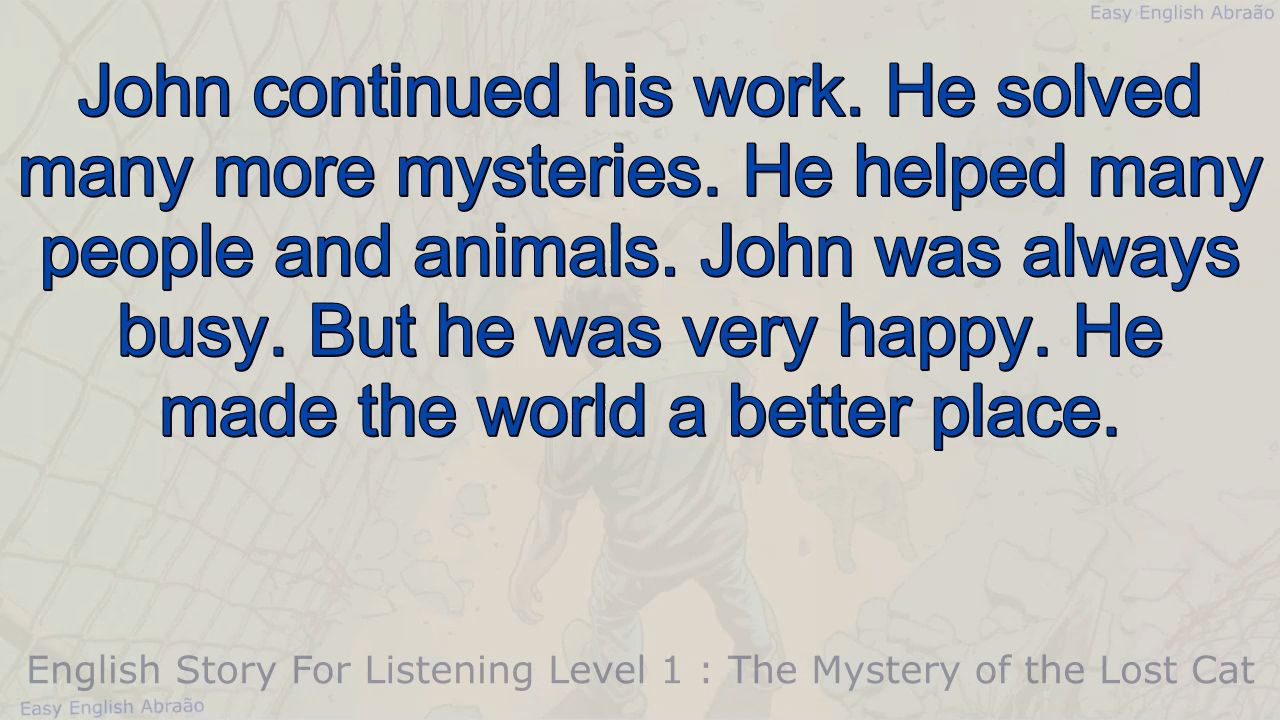 Easy English Abraão
John continued his work. He solved
many more mysteries. He helped many
people and animals. John was always
busy. But he was very happy. He
made the world a better place.
English Story For Listening Level 1 : The Mystery of the Lost Cat
Easy English Abraão